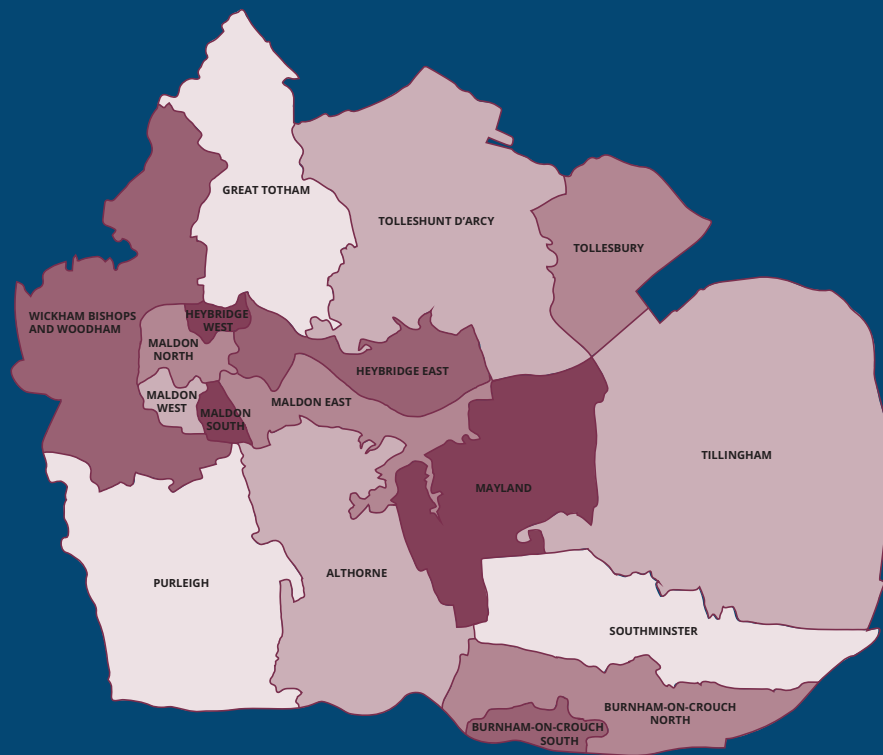 GREAT TOTHAM
TOLLESHUNT D’ARCY
TOLLESBURY
WICKHAM BISHOPS
AND WOODHAM
HEYBRIDGE
WEST
MALDON
NORTH
HEYBRIDGE EAST
MALDON
WEST
MALDON EAST
MALDON
SOUTH
TILLINGHAM
MAYLAND
ALTHORNE
PURLEIGH
SOUTHMINSTER
BURNHAM-ON-CROUCH
NORTH
BURNHAM-ON-CROUCH
SOUTH